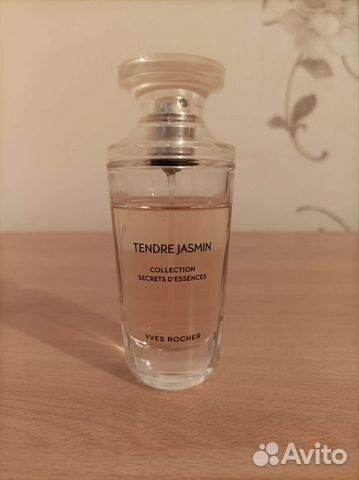 TENDRE JASMIN
COLLECTION
SECRETS D'ESSENCES
YVES ROCHER
Avito